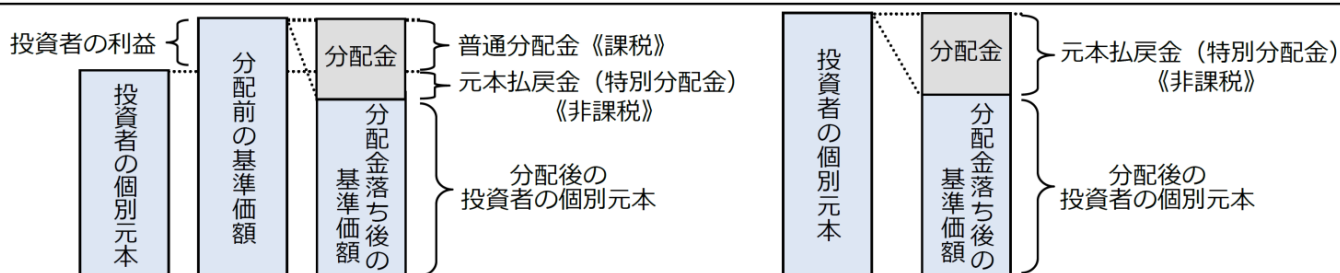 投資者の利益
投資者の個別元本
分配前の基準価額
分配金
分配金落ち後の
基準価額
普通分配金《課税》
元本払戻金（特別分配金）
《非課税》
分配後の
投資者の個別元本
投資者の個別元本
分配金
分配金落ち後の
基準価額
元本払戻金（特別分配金）
《非課税》
分配後の
投資者の個別元本